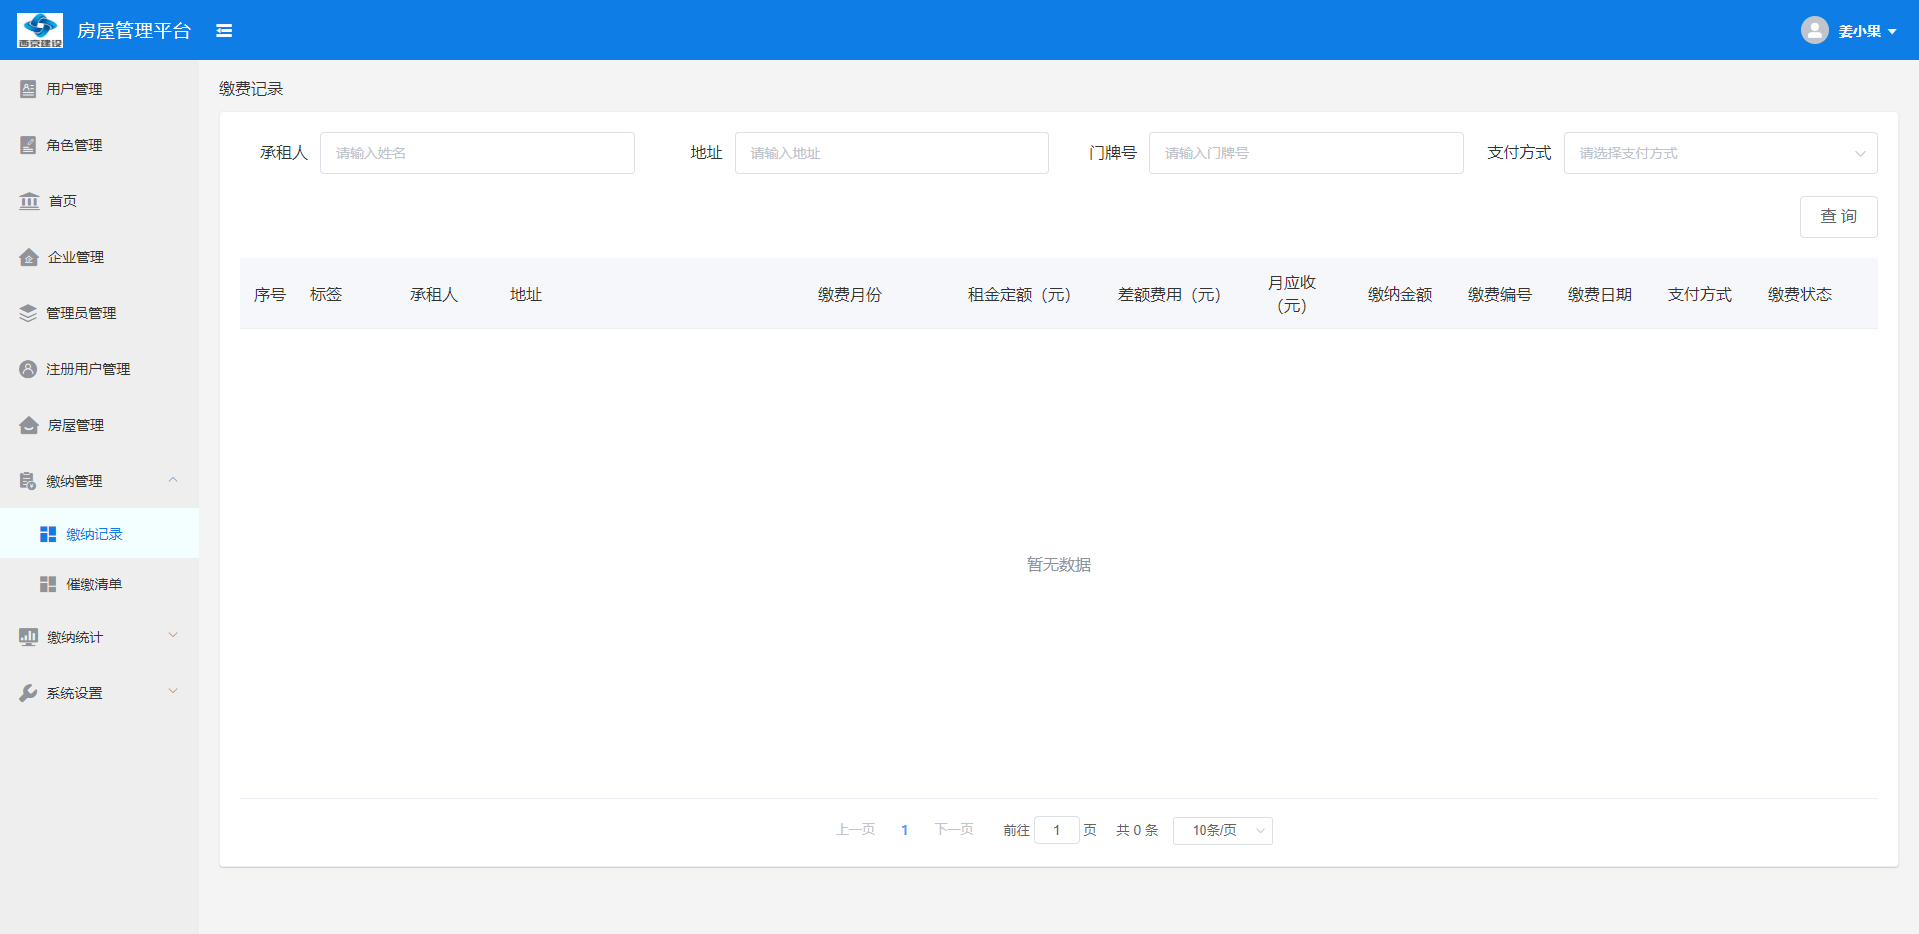 西京建设
房屋管理平台
姜小果
用户管理
角色管理
首页
企业管理
管理员管理
注册用户管理
房屋管理
缴纳管理
缴纳记录
催缴清单
缴纳统计
系统设置
缴费记录
承租人 请输入姓名 地址 请输入地址 门牌号 请输入门牌号 支付方式 请选择支付方式
查 询
序号 标签 承租人 地址 缴费月份 租金定额（元） 差额费用（元） 月应收（元） 缴纳金额 缴费编号 缴费日期 支付方式 缴费状态
暂无数据
上一页 1 下一页 前往 1 页 共 0 条 10条/页